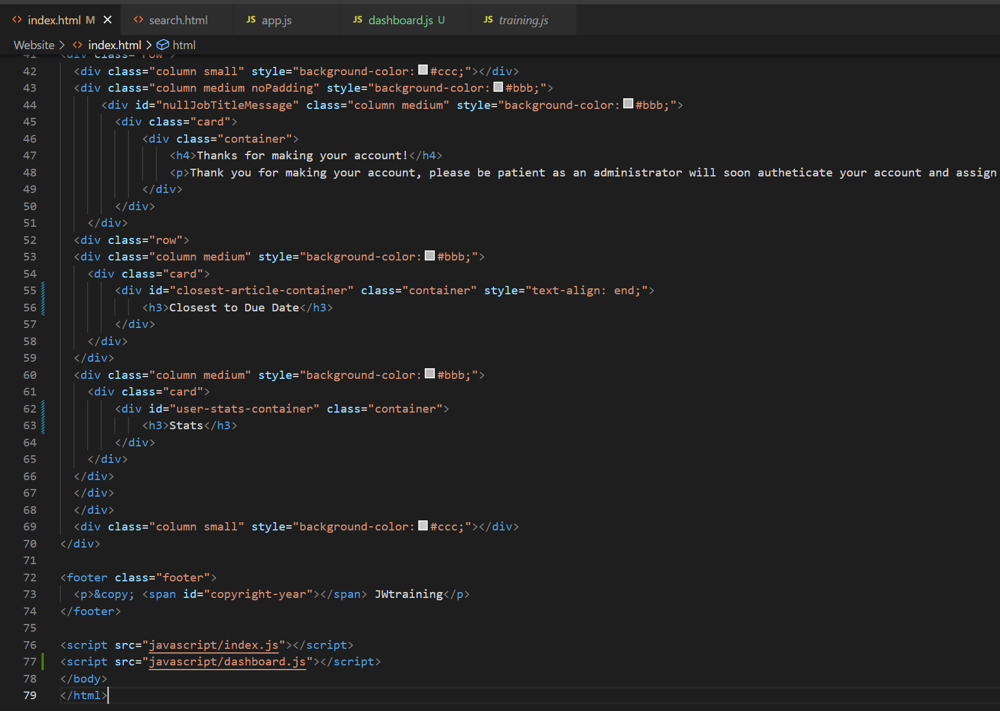 index.html M
search.html
JS app.js
JS dashboard.js U
JS training.js
Website > index.html > html
41 <div class="row">
42 <div class="column small" style="background-color: #ccc;"></div>
43 <div class="column medium noPadding" style="background-color: #bbb;">
44 <div id="nullJobTitleMessage" class="column medium" style="background-color: #bbb;">
45 <div class="card">
46 <div class="container">
47 <h4>Thanks for making your account!</h4>
48 <p>Thank you for making your account, please be patient as an administrator will soon autheticate your account and assign
49 </div>
50 </div>
51 </div>
52 <div class="row">
53 <div class="column medium" style="background-color: #bbb;">
54 <div class="card">
55 <div id="closest-article-container" class="container" style="text-align: end;">
56 <h3>Closest to Due Date</h3>
57 </div>
58 </div>
59 </div>
60 <div class="column medium" style="background-color: #bbb;">
61 <div class="card">
62 <div id="user-stats-container" class="container">
63 <h3>Stats</h3>
64 </div>
65 </div>
66 </div>
67 </div>
68 </div>
69 <div class="column small" style="background-color: #ccc;"></div>
70 </div>
71
72 <footer class="footer">
73 <p>&copy; <span id="copyright-year"></span> JWtraining</p>
74 </footer>
75
76 <script src="javascript/index.js"></script>
77 <script src="javascript/dashboard.js"></script>
78 </body>
79 </html>